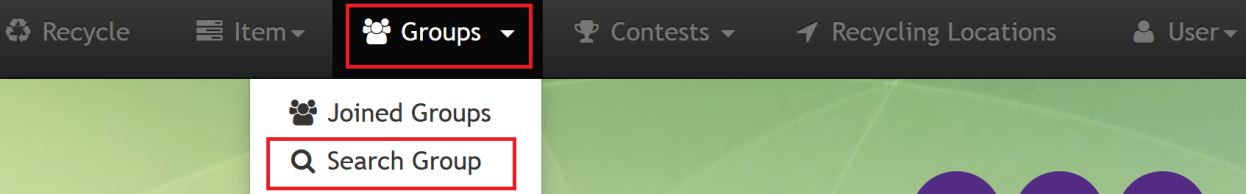 Recycle Item Groups Contests Recycling Locations User
Joined Groups
Search Group